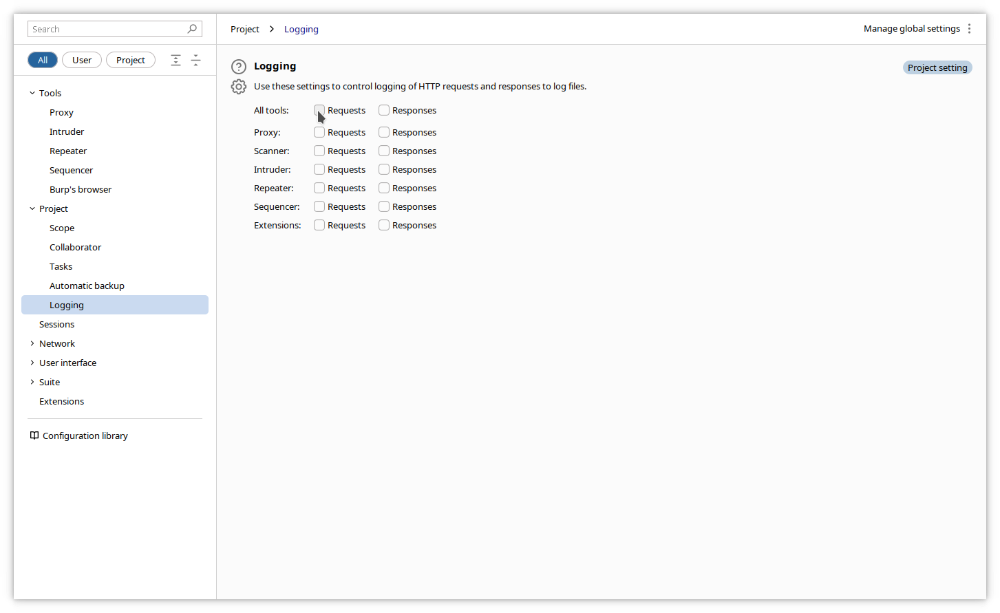 Search
All User Project
Tools
Proxy
Intruder
Repeater
Sequencer
Burp's browser
Project
Scope
Collaborator
Tasks
Automatic backup
Logging
Sessions
Network
User interface
Suite
Extensions
Configuration library
Project > Logging
Manage global settings
Logging
Project setting
Use these settings to control logging of HTTP requests and responses to log files.
All tools: Requests Responses
Proxy: Requests Responses
Scanner: Requests Responses
Intruder: Requests Responses
Repeater: Requests Responses
Sequencer: Requests Responses
Extensions: Requests Responses